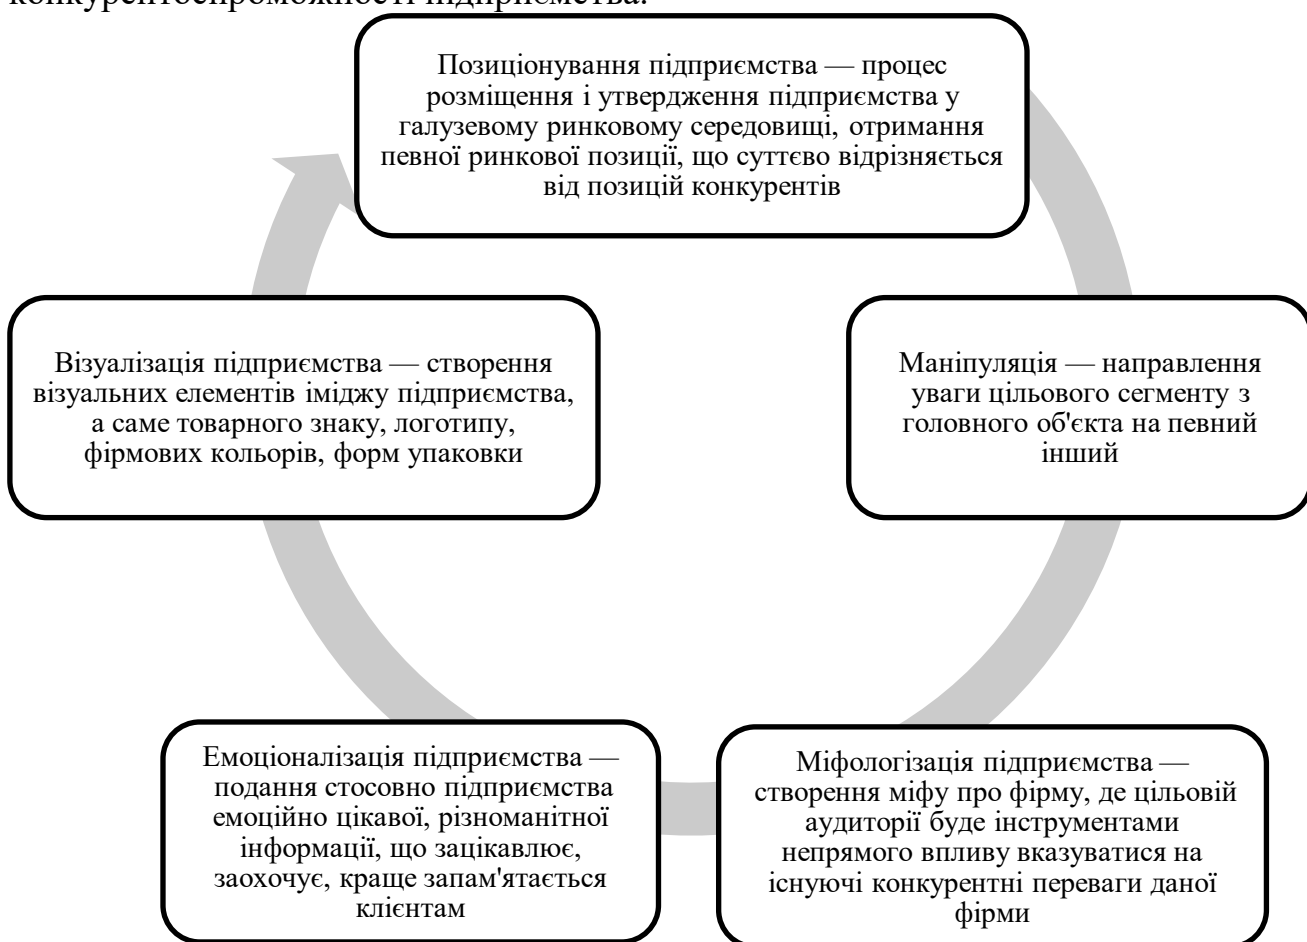 конкурентоспроможності підприємства.
Позиціонування підприємства — процес
розміщення і утвердження підприємства у
галузевому ринковому середовищі, отримання
певної ринкової позиції, що суттєво відрізняється
від позицій конкурентів
Візуалізація підприємства — створення
візуальних елементів іміджу підприємства,
а саме товарного знаку, логотипу,
фірмових кольорів, форм упаковки
Маніпуляція — направлення
уваги цільового сегменту з
головного об'єкта на певний
інший
Емоціоналізація підприємства —
подання стосовно підприємства
емоційно цікавої, різноманітної
інформації, що зацікавлює,
заохочує, краще запам'ятається
клієнтам
Міфологізація підприємства —
створення міфу про фірму, де цільовій
аудиторії буде інструментами
непрямого впливу вказуватися на
існуючі конкурентні переваги даної
фірми